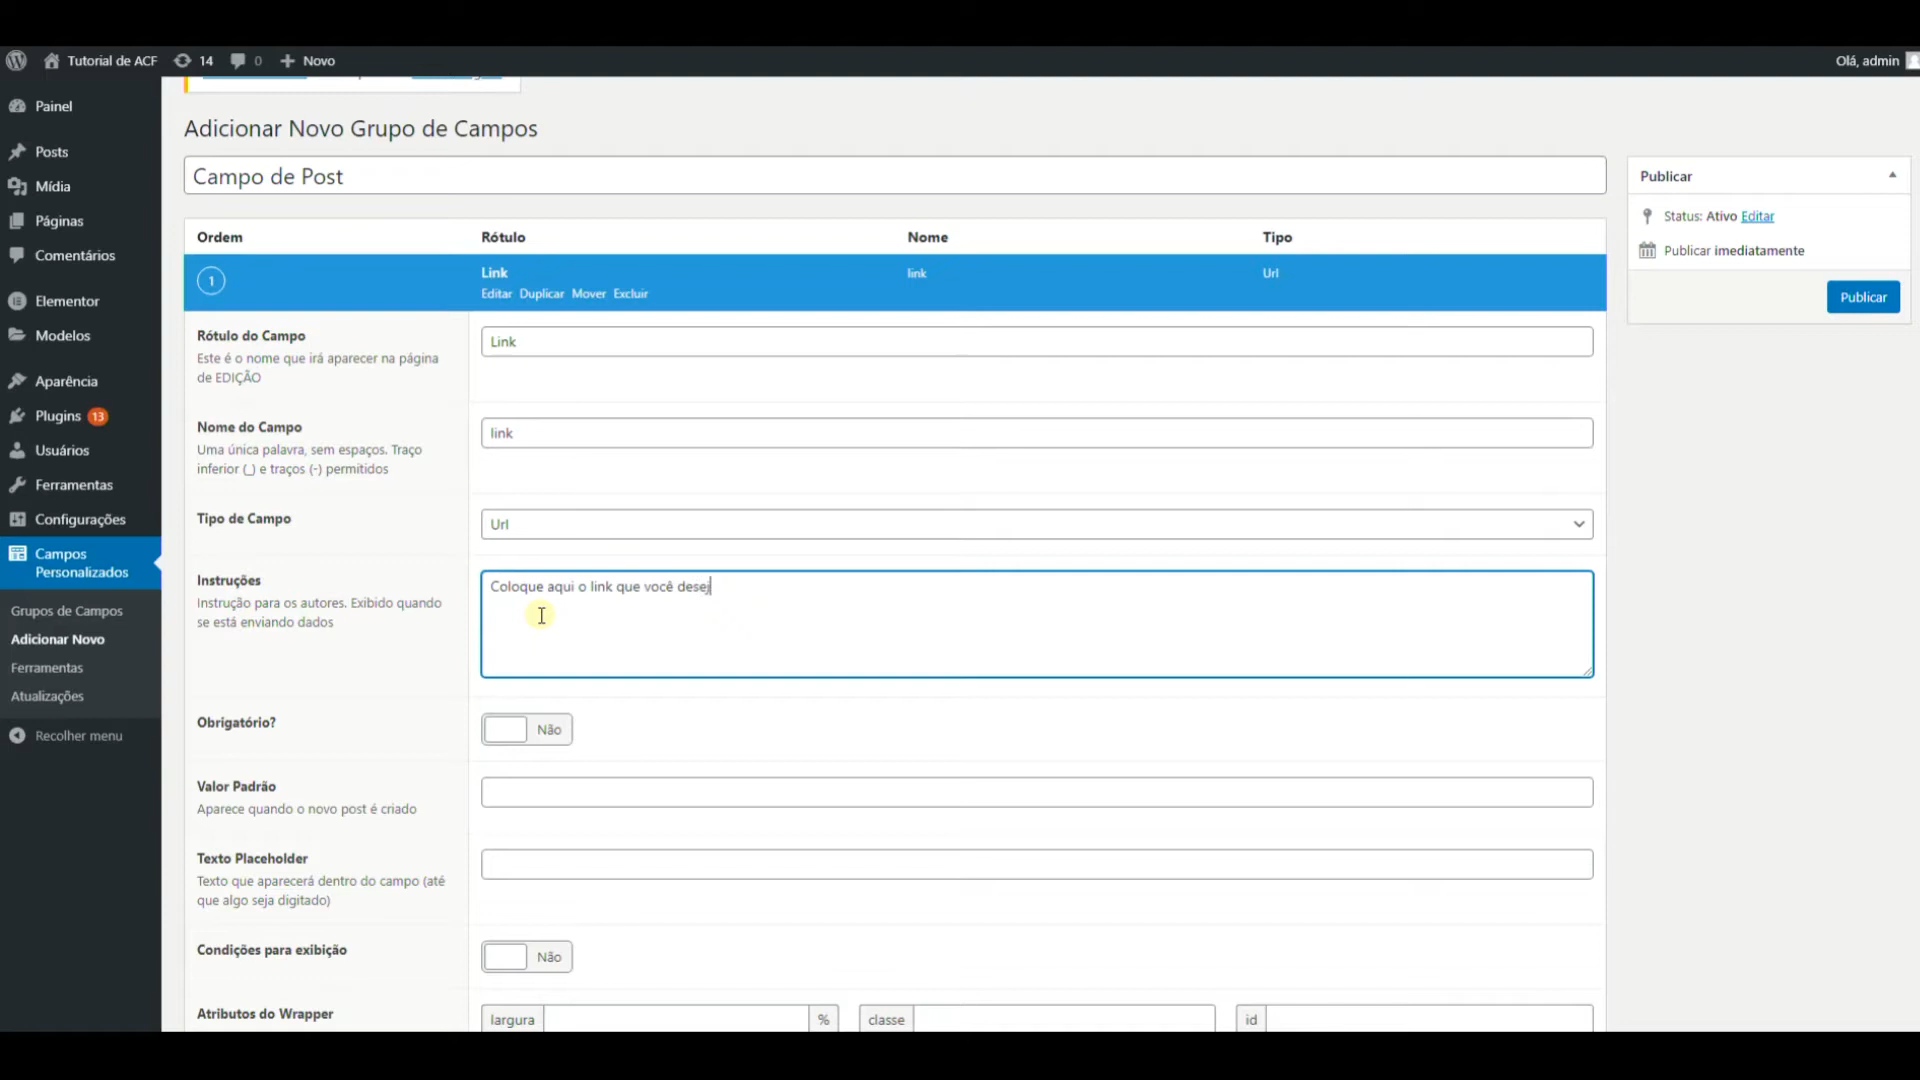 Tutorial de ACF
14
0
Novo
Olá, admin
Painel
Posts
Mídia
Páginas
Comentários
Elementor
Modelos
Aparência
Plugins 13
Usuários
Ferramentas
Configurações
Campos
Personalizados
Grupos de Campos
Adicionar Novo
Ferramentas
Atualizações
Recolher menu
Adicionar Novo Grupo de Campos
Campo de Post
Ordem Rótulo Nome Tipo
1 Link link Url
Editar Duplicar Mover Excluir
Rótulo do Campo
Este é o nome que irá aparecer na página
de EDIÇÃO
Link
Nome do Campo
Uma única palavra, sem espaços. Traço
inferior (_) e traços (-) permitidos
link
Tipo de Campo
Url
Instruções
Instrução para os autores. Exibido quando
se está enviando dados
Coloque aqui o link que você desej
Obrigatório?
Não
Valor Padrão
Aparece quando o novo post é criado
Texto Placeholder
Texto que aparecerá dentro do campo (até
que algo seja digitado)
Condições para exibição
Não
Atributos do Wrapper
largura % classe id
Publicar
Status: Ativo Editar
Publicar imediatamente
Publicar